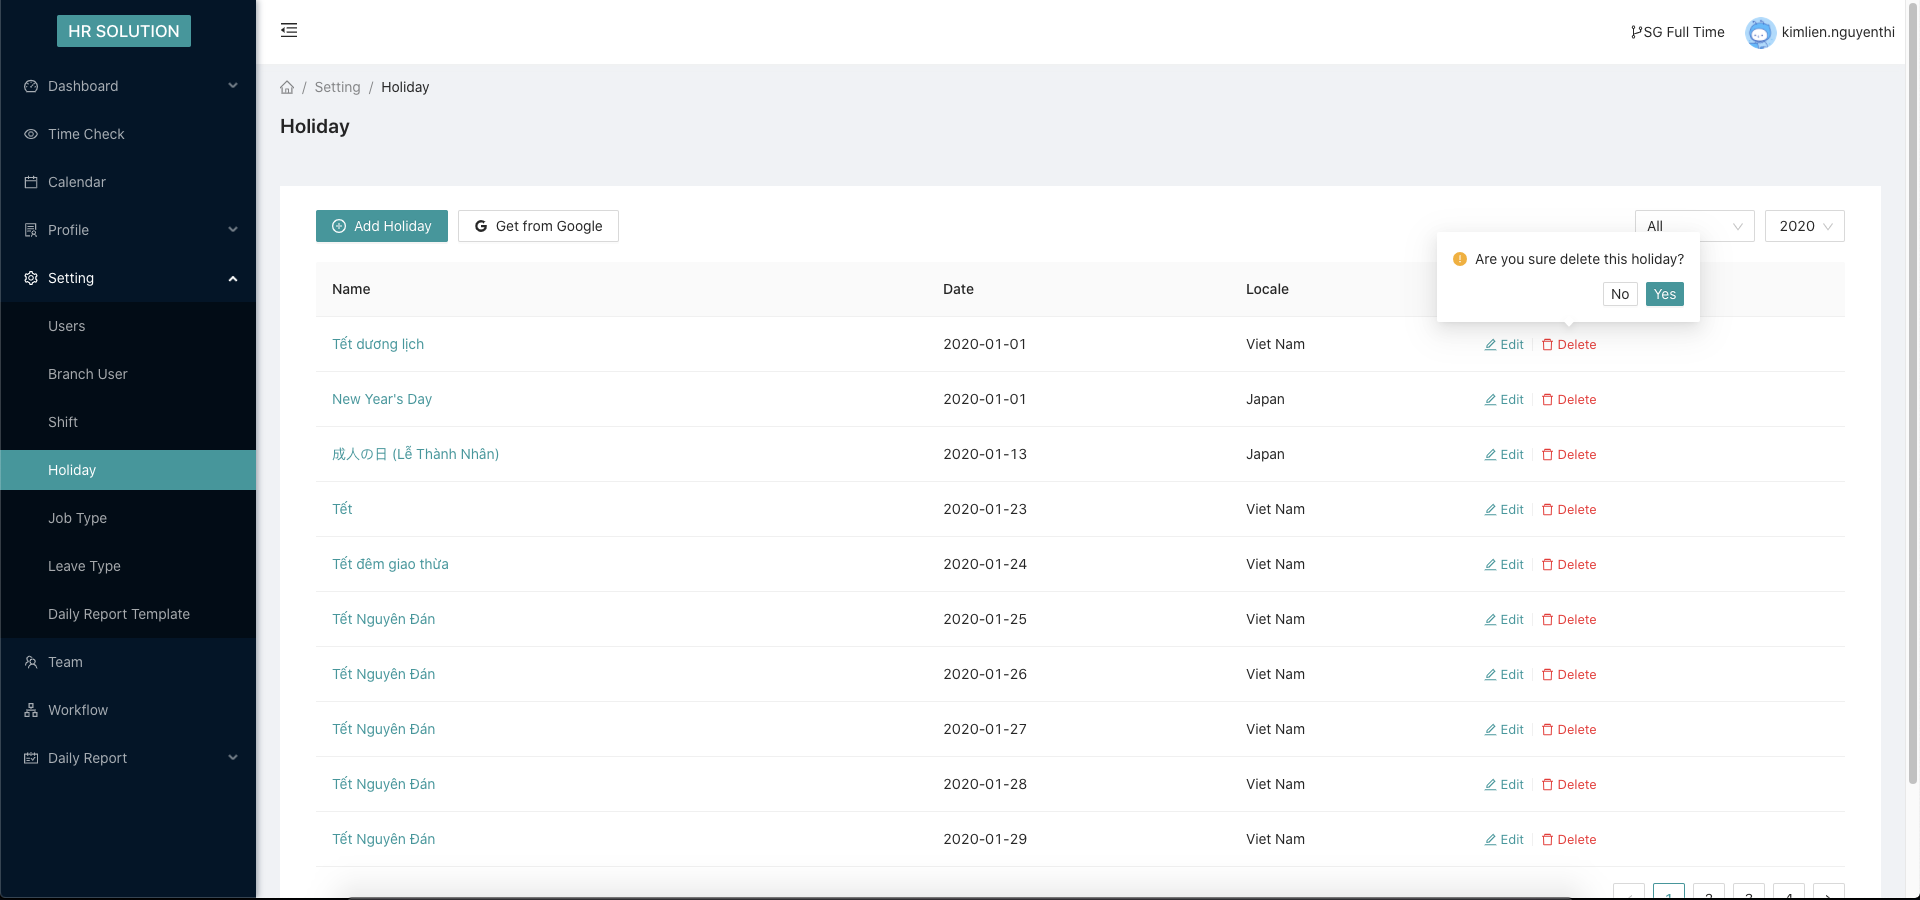 HR SOLUTION
SG Full Time
kimlien.nguyenthi
Dashboard
Time Check
Calendar
Profile
Setting
Users
Branch User
Shift
Holiday
Job Type
Leave Type
Daily Report Template
Team
Workflow
Daily Report
/ Setting / Holiday
Holiday
Add Holiday
Get from Google
All
2020
Are you sure delete this holiday?
No Yes
Name Date Locale
Tết dương lịch 2020-01-01 Viet Nam Edit Delete
New Year's Day 2020-01-01 Japan Edit Delete
成人の日 (Lễ Thành Nhân) 2020-01-13 Japan Edit Delete
Tết 2020-01-23 Viet Nam Edit Delete
Tết đêm giao thừa 2020-01-24 Viet Nam Edit Delete
Tết Nguyên Đán 2020-01-25 Viet Nam Edit Delete
Tết Nguyên Đán 2020-01-26 Viet Nam Edit Delete
Tết Nguyên Đán 2020-01-27 Viet Nam Edit Delete
Tết Nguyên Đán 2020-01-28 Viet Nam Edit Delete
Tết Nguyên Đán 2020-01-29 Viet Nam Edit Delete
1 2 3 4